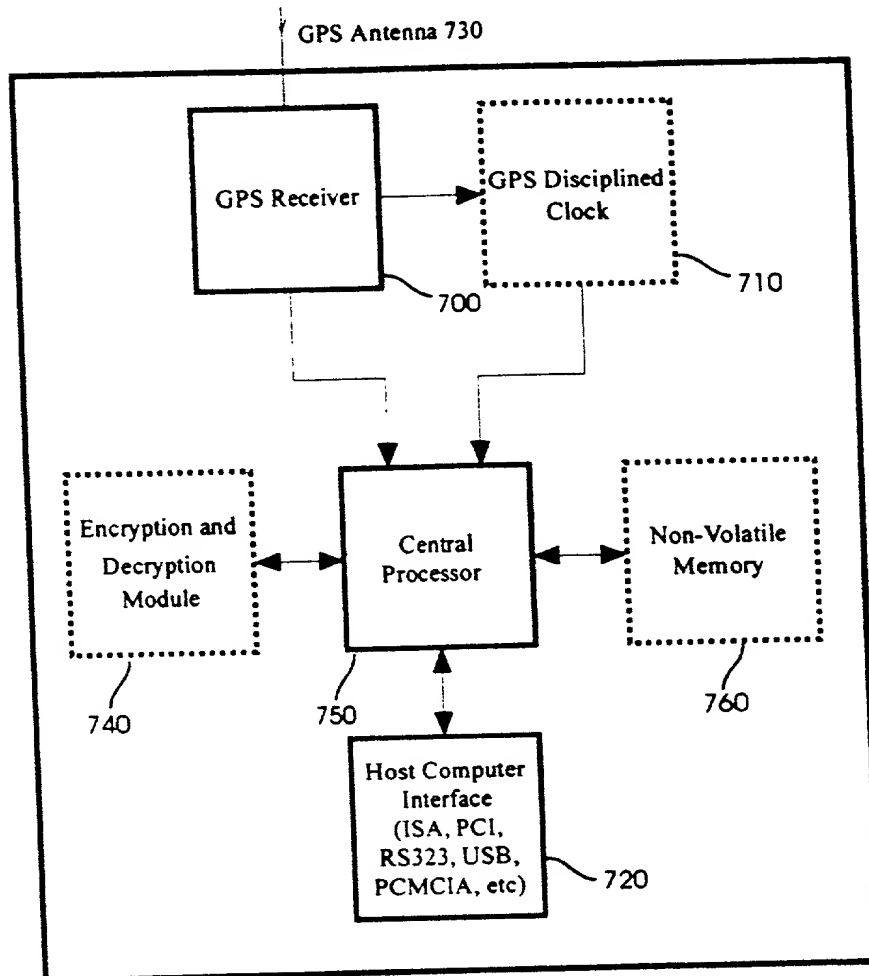 GPS Antenna 730
GPS Receiver
GPS Disciplined
Clock
700
710
Encryption and
Decryption
Module
Central
Processor
Non-Volatile
Memory
740
750
760
Host Computer
Interface
(ISA, PCI,
RS323, USB,
PCMCIA, etc)
720